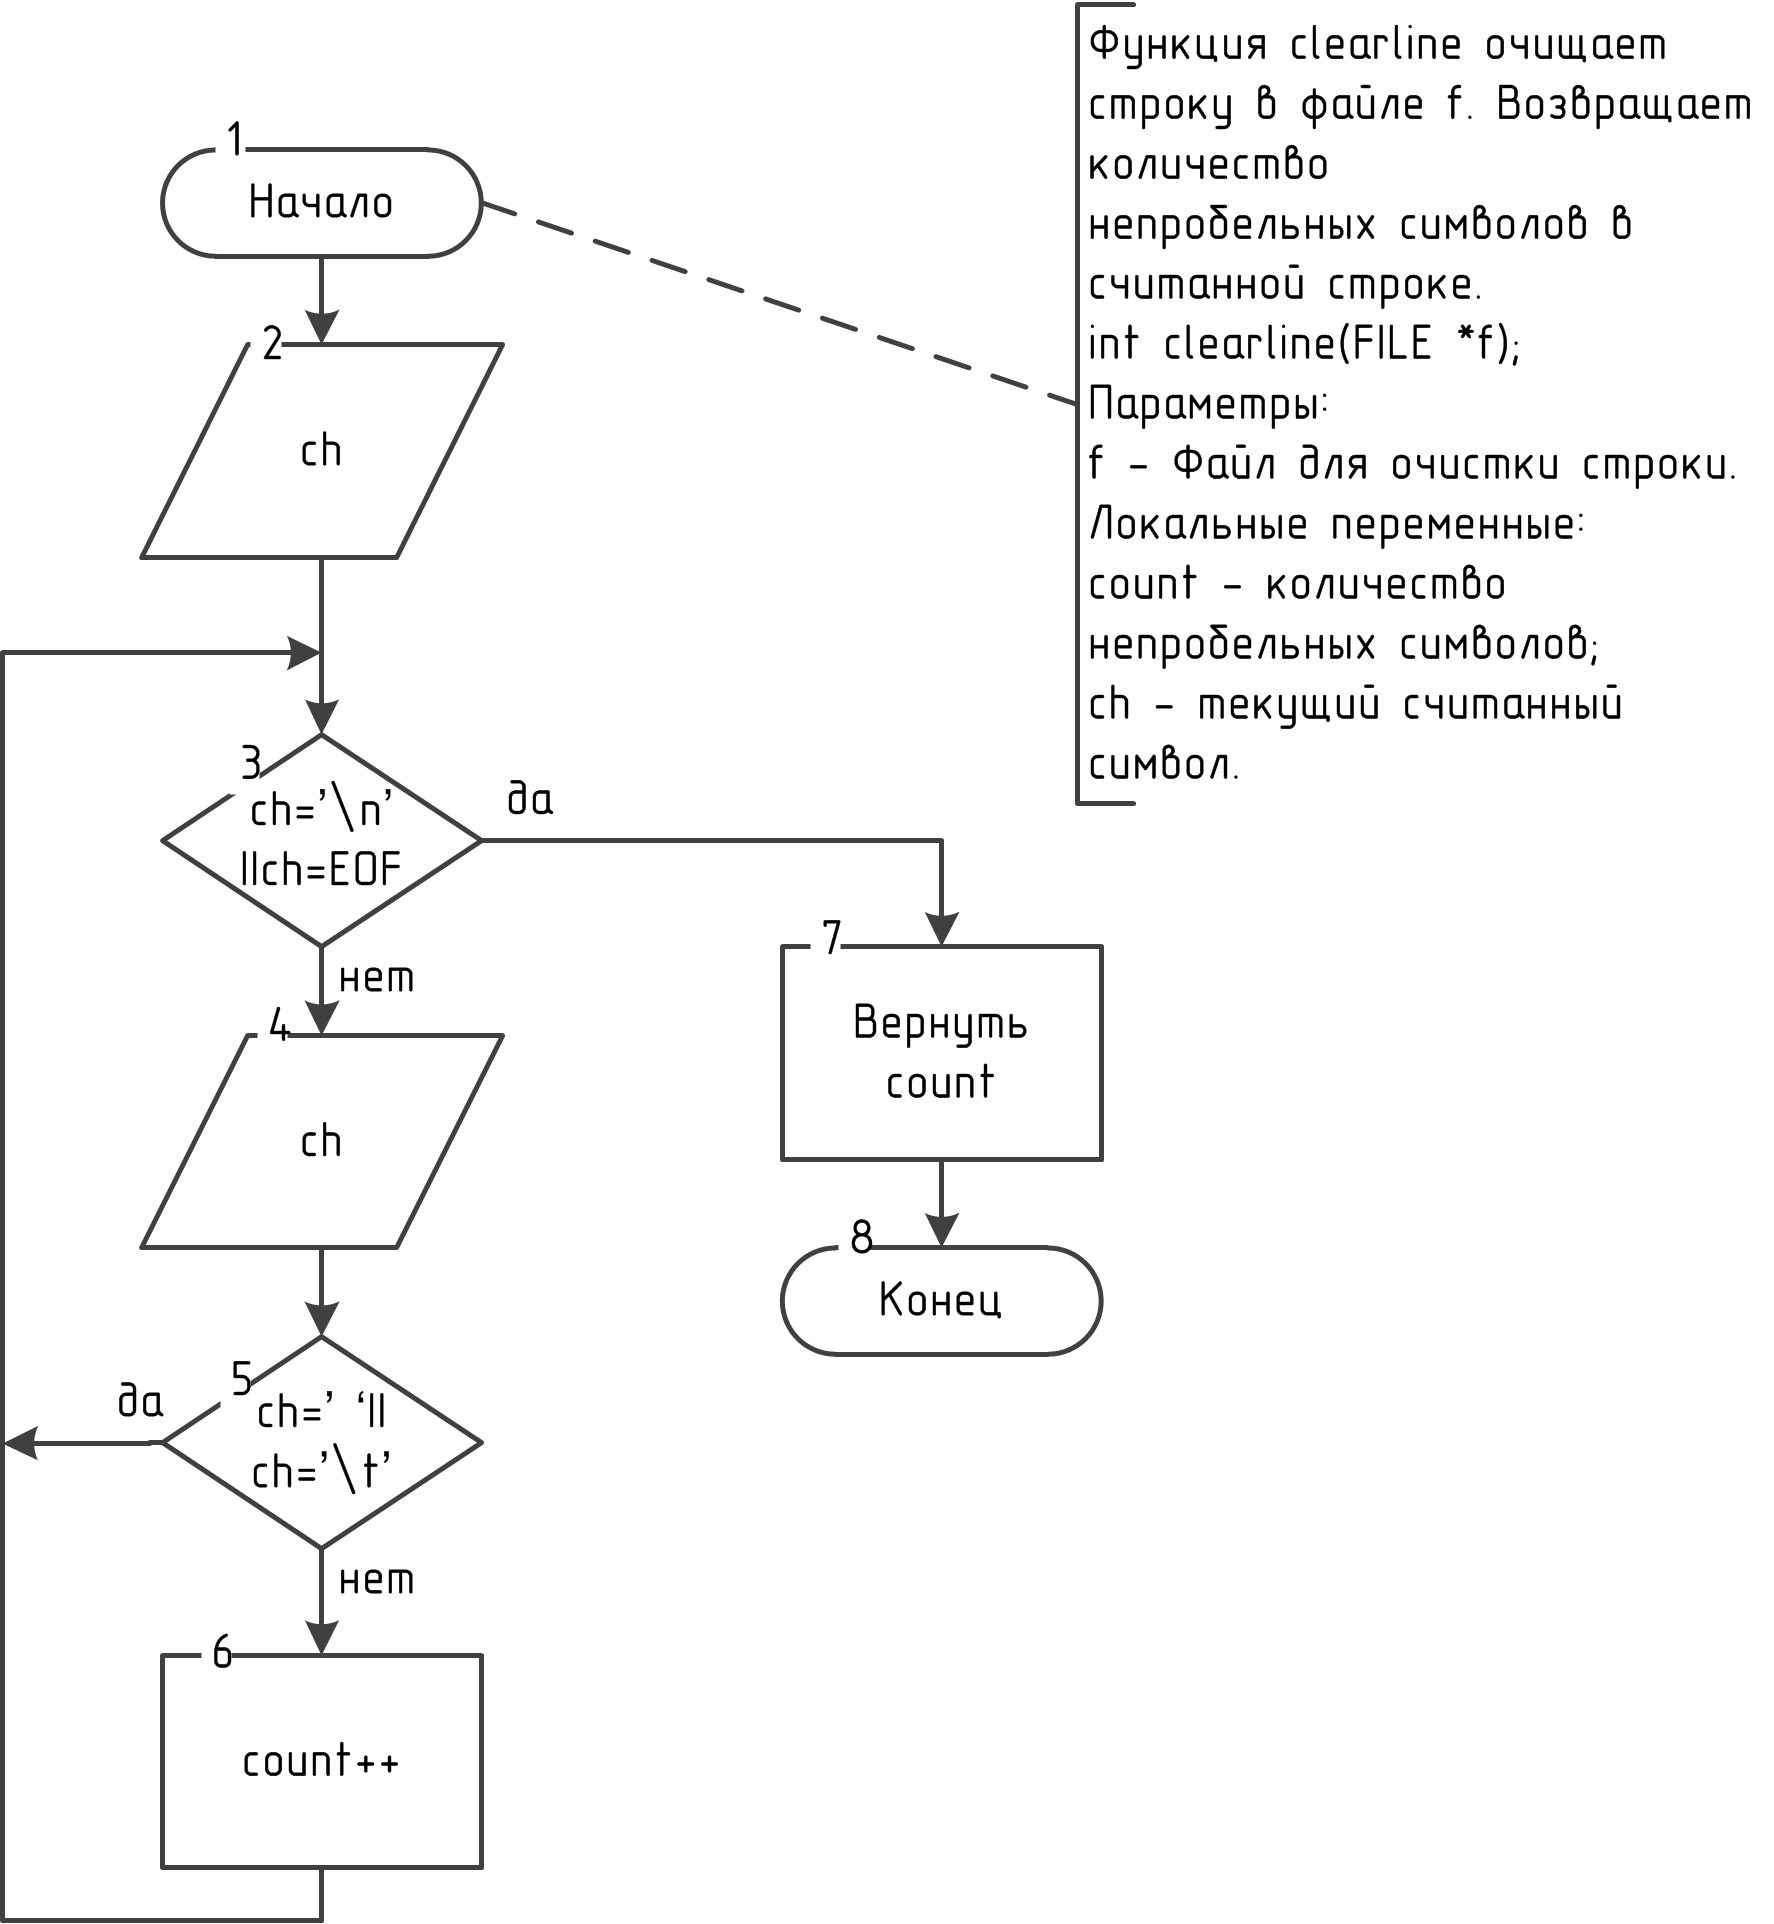 1
Начало
2
ch
3
ch='\n'
||ch=EOF
да
нет
4
ch
5
ch=' ‘||
ch='\t’
да
нет
6
count++
7
Вернуть
count
8
Конец
Функция clearline очищает
строку в файле f. Возвращает
количество
непробельных символов в
считанной строке.
int clearline(FILE *f);
Параметры:
f - Файл для очистки строки.
Локальные переменные:
count - количество
непробельных символов;
ch - текущий считанный
символ.